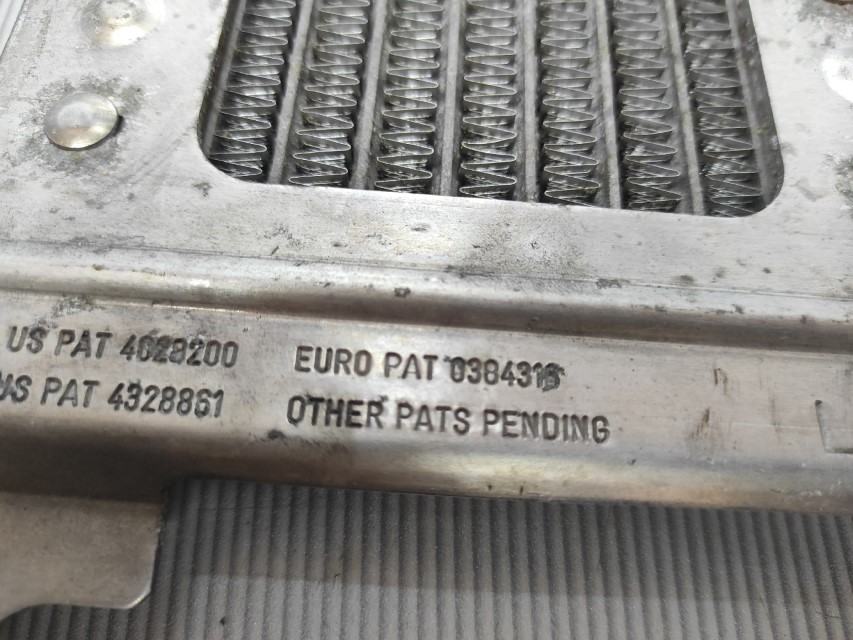 US PAT 4028200
EURO PAT 0384316
US PAT 4328861
OTHER PATS PENDING